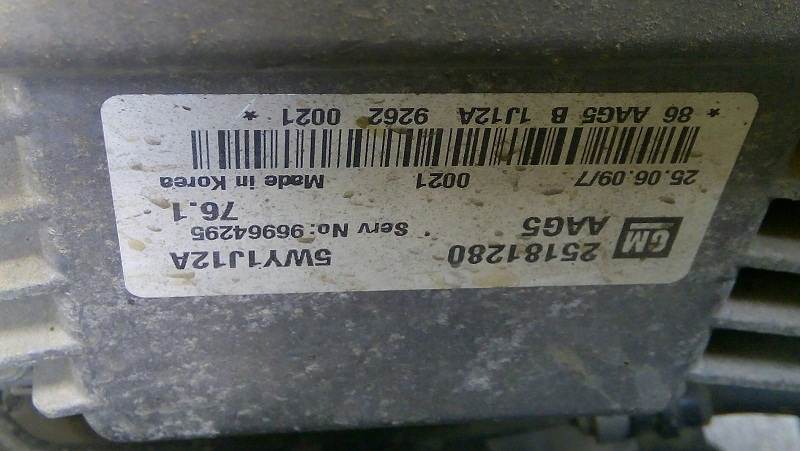 25181280 5WY1J12A
GM AAG5 Serv No: 96964295
76.1
25.06.09/7 0021 Made in Korea
* 86 AAG5 B 1J12A 9262 0021 *